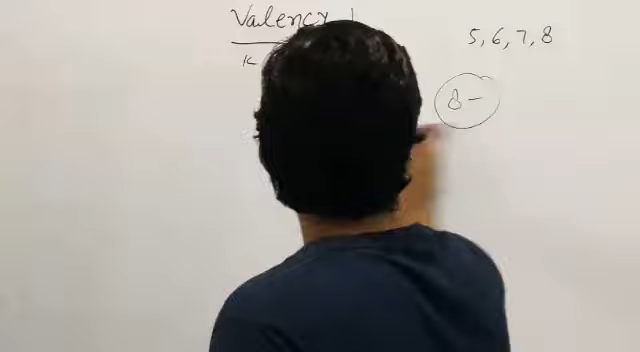 Valency
5, 6, 7, 8
K
8 -